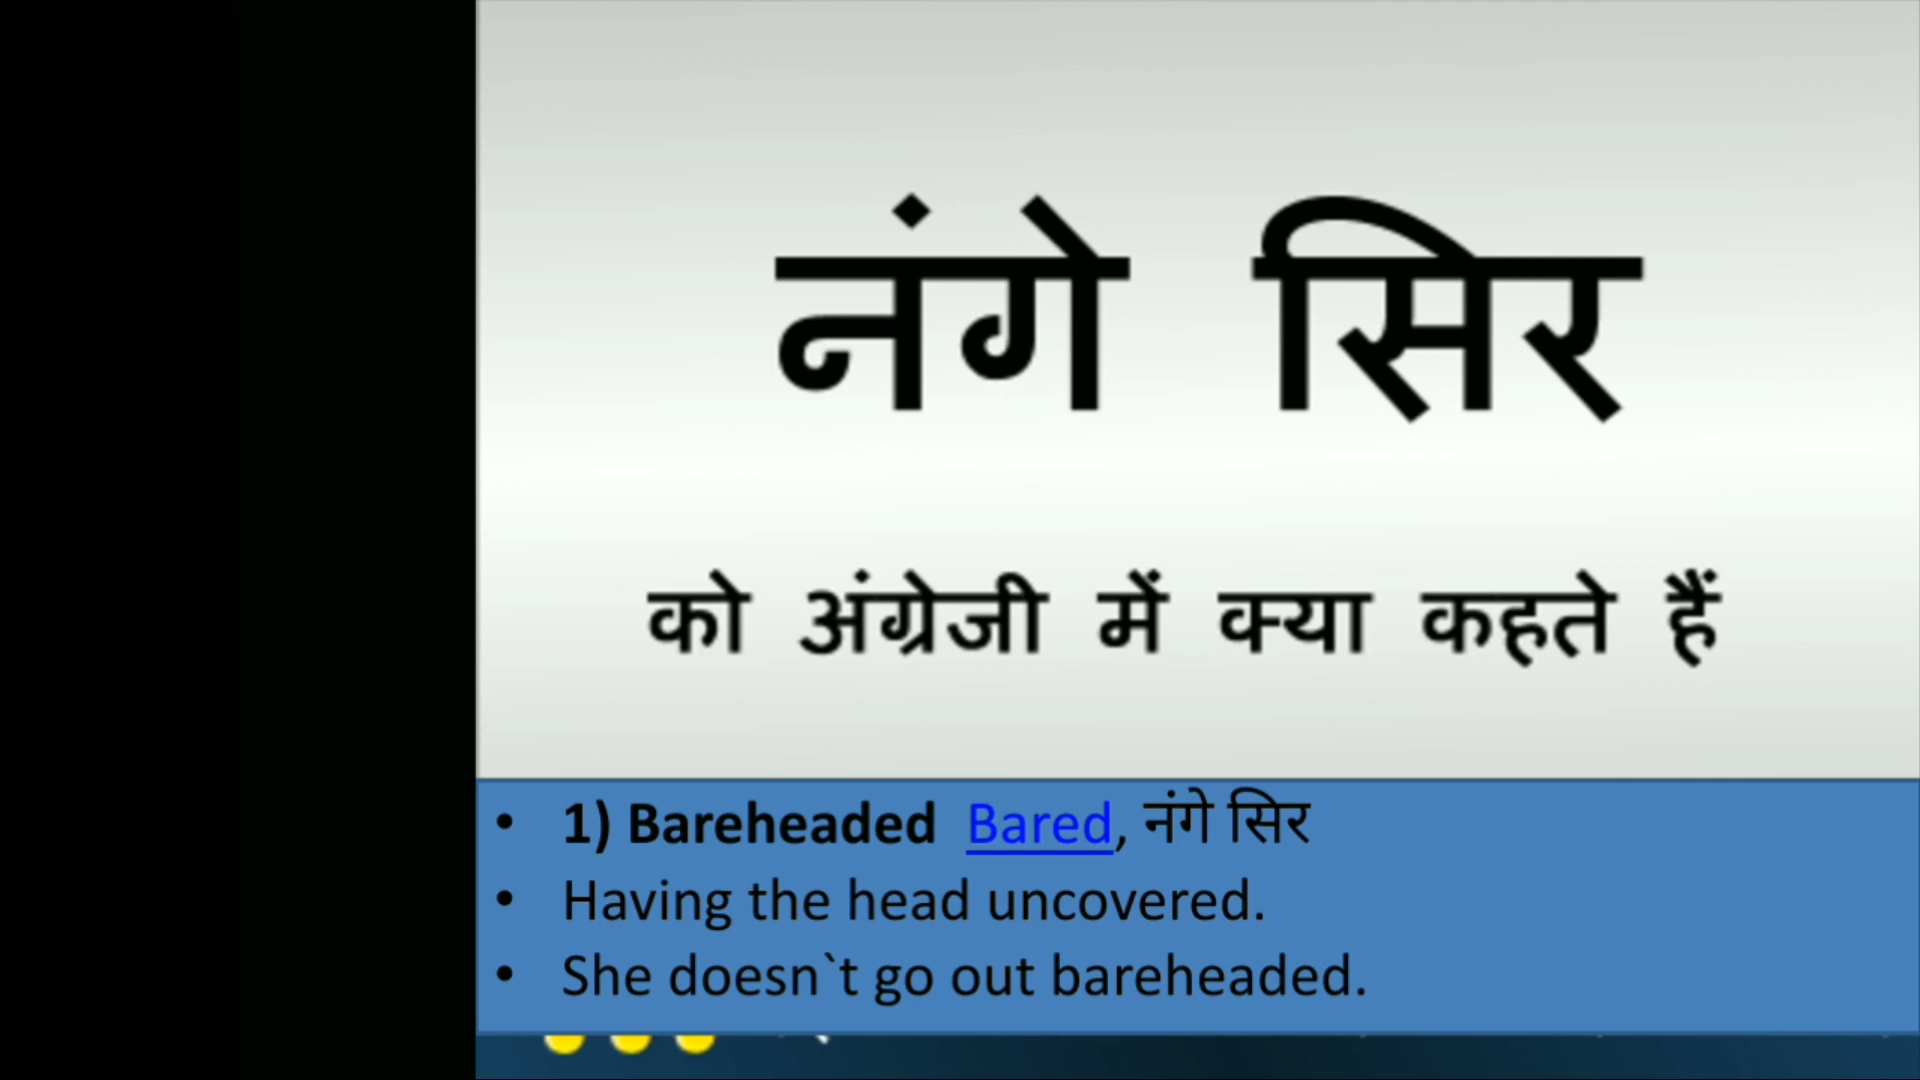 नंगे सिर
को अंग्रेजी में क्या कहते हैं
• 1) Bareheaded Bared, नंगे सिर
• Having the head uncovered.
• She doesn`t go out bareheaded.